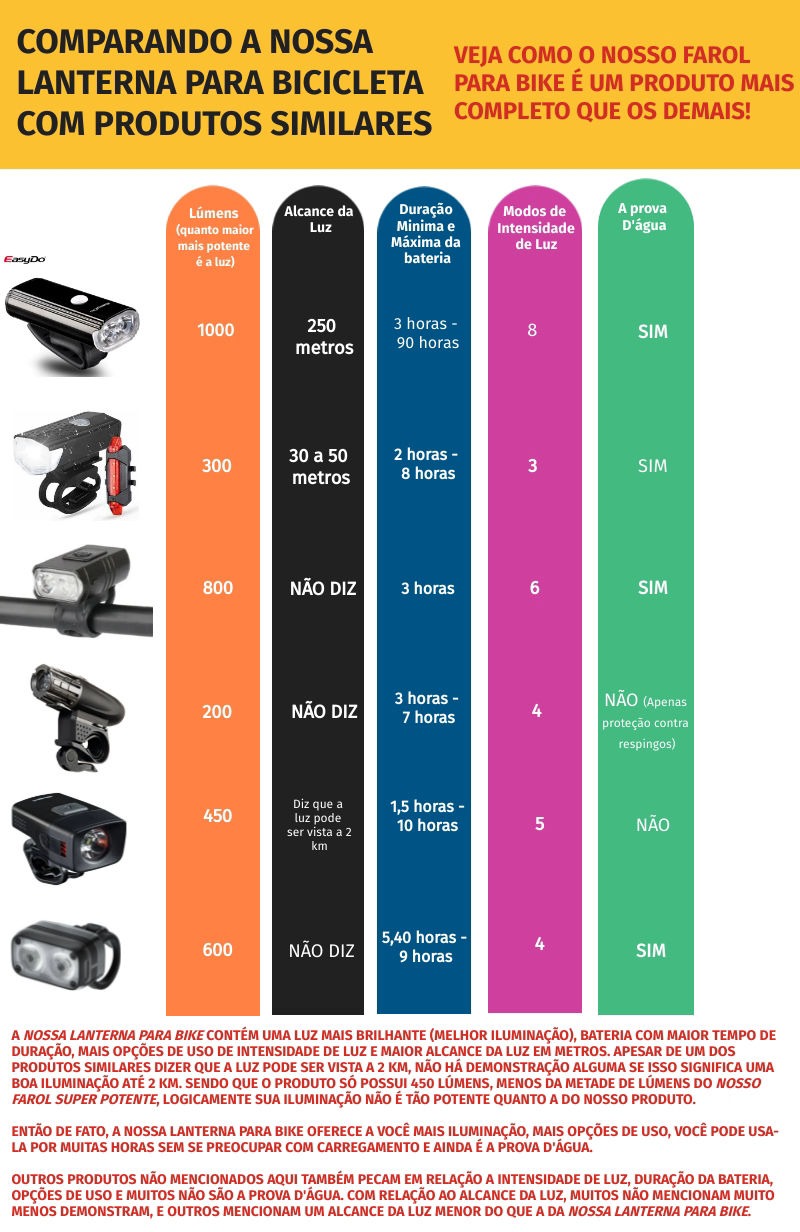 COMPARANDO A NOSSA
LANTERNA PARA BICICLETA
COM PRODUTOS SIMILARES
VEJA COMO O NOSSO FAROL
PARA BIKE É UM PRODUTO MAIS
COMPLETO QUE OS DEMAIS!
Lúmens
(quanto maior
mais potente
é a luz)
Alcance da
Luz
Duração
Minima e
Máxima da
bateria
Modos de
Intensidade
de Luz
A prova
D'água
EasyDo
1000
250
metros
3 horas -
90 horas
8
SIM
300
30 a 50
metros
2 horas -
8 horas
3
SIM
800
NÃO DIZ
3 horas
6
SIM
200
NÃO DIZ
3 horas -
7 horas
4
NÃO (Apenas
proteção contra
respingos)
450
Diz que a
luz pode
ser vista a 2
km
1,5 horas -
10 horas
5
NÃO
600
NÃO DIZ
5,40 horas -
9 horas
4
SIM
A NOSSA LANTERNA PARA BIKE CONTÉM UMA LUZ MAIS BRILHANTE (MELHOR ILUMINAÇÃO), BATERIA COM MAIOR TEMPO DE
DURAÇÃO, MAIS OPÇÕES DE USO DE INTENSIDADE DE LUZ E MAIOR ALCANCE DA LUZ EM METROS. APESAR DE UM DOS
PRODUTOS SIMILARES DIZER QUE A LUZ PODE SER VISTA A 2 KM, NÃO HÁ DEMONSTRAÇÃO ALGUMA SE ISSO SIGNIFICA UMA
BOA ILUMINAÇÃO ATÉ 2 KM. SENDO QUE O PRODUTO SÓ POSSUI 450 LÚMENS, MENOS DA METADE DE LÚMENS DO NOSSO
FAROL SUPER POTENTE, LOGICAMENTE SUA ILUMINAÇÃO NÃO É TÃO POTENTE QUANTO A DO NOSSO PRODUTO.
ENTÃO DE FATO, A NOSSA LANTERNA PARA BIKE OFERECE A VOCÊ MAIS ILUMINAÇÃO, MAIS OPÇÕES DE USO, VOCÊ PODE USA-
LA POR MUITAS HORAS SEM SE PREOCUPAR COM CARREGAMENTO E AINDA É A PROVA D'ÁGUA.
OUTROS PRODUTOS NÃO MENCIONADOS AQUI TAMBÉM PECAM EM RELAÇÃO A INTENSIDADE DE LUZ, DURAÇÃO DA BATERIA,
OPÇÕES DE USO E MUITOS NÃO SÃO A PROVA D'ÁGUA. COM RELAÇÃO AO ALCANCE DA LUZ, MUITOS NÃO MENCIONAM MUITO
MENOS DEMONSTRAM, E OUTROS MENCIONAM UM ALCANCE DA LUZ MENOR DO QUE A DA NOSSA LANTERNA PARA BIKE.